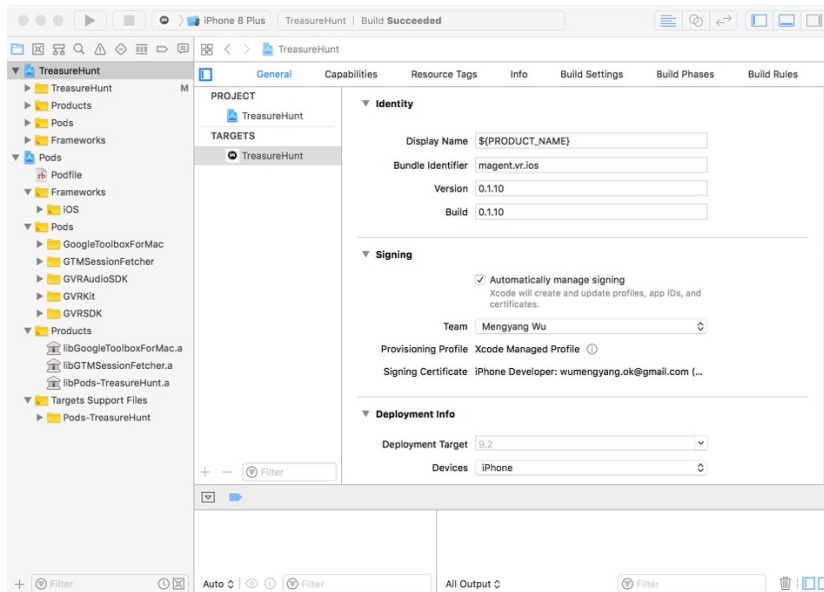 iPhone 8 Plus
TreasureHunt | Build Succeeded
TreasureHunt
TreasureHunt M
Products
Pods
Frameworks
Pods
rb Podfile
Frameworks
iOS
Pods
GoogleToolboxForMac
GTMSessionFetcher
GVRAudioSDK
GVRKit
GVRSDK
Products
libGoogleToolboxForMac.a
libGTMSessionFetcher.a
libPods-TreasureHunt.a
Targets Support Files
Pods-TreasureHunt
Filter
TreasureHunt
General Capabilities Resource Tags Info Build Settings Build Phases Build Rules
PROJECT
TreasureHunt
TARGETS
TreasureHunt
Filter
Identity
Display Name ${PRODUCT_NAME}
Bundle Identifier magent.vr.ios
Version 0.1.10
Build 0.1.10
Signing
Automatically manage signing
Xcode will create and update profiles, app IDs, and
certificates.
Team Mengyang Wu
Provisioning Profile Xcode Managed Profile
Signing Certificate iPhone Developer: wumengyang.ok@gmail.com (...
Deployment Info
Deployment Target 9.2
Devices iPhone
Auto Filter
All Output Filter